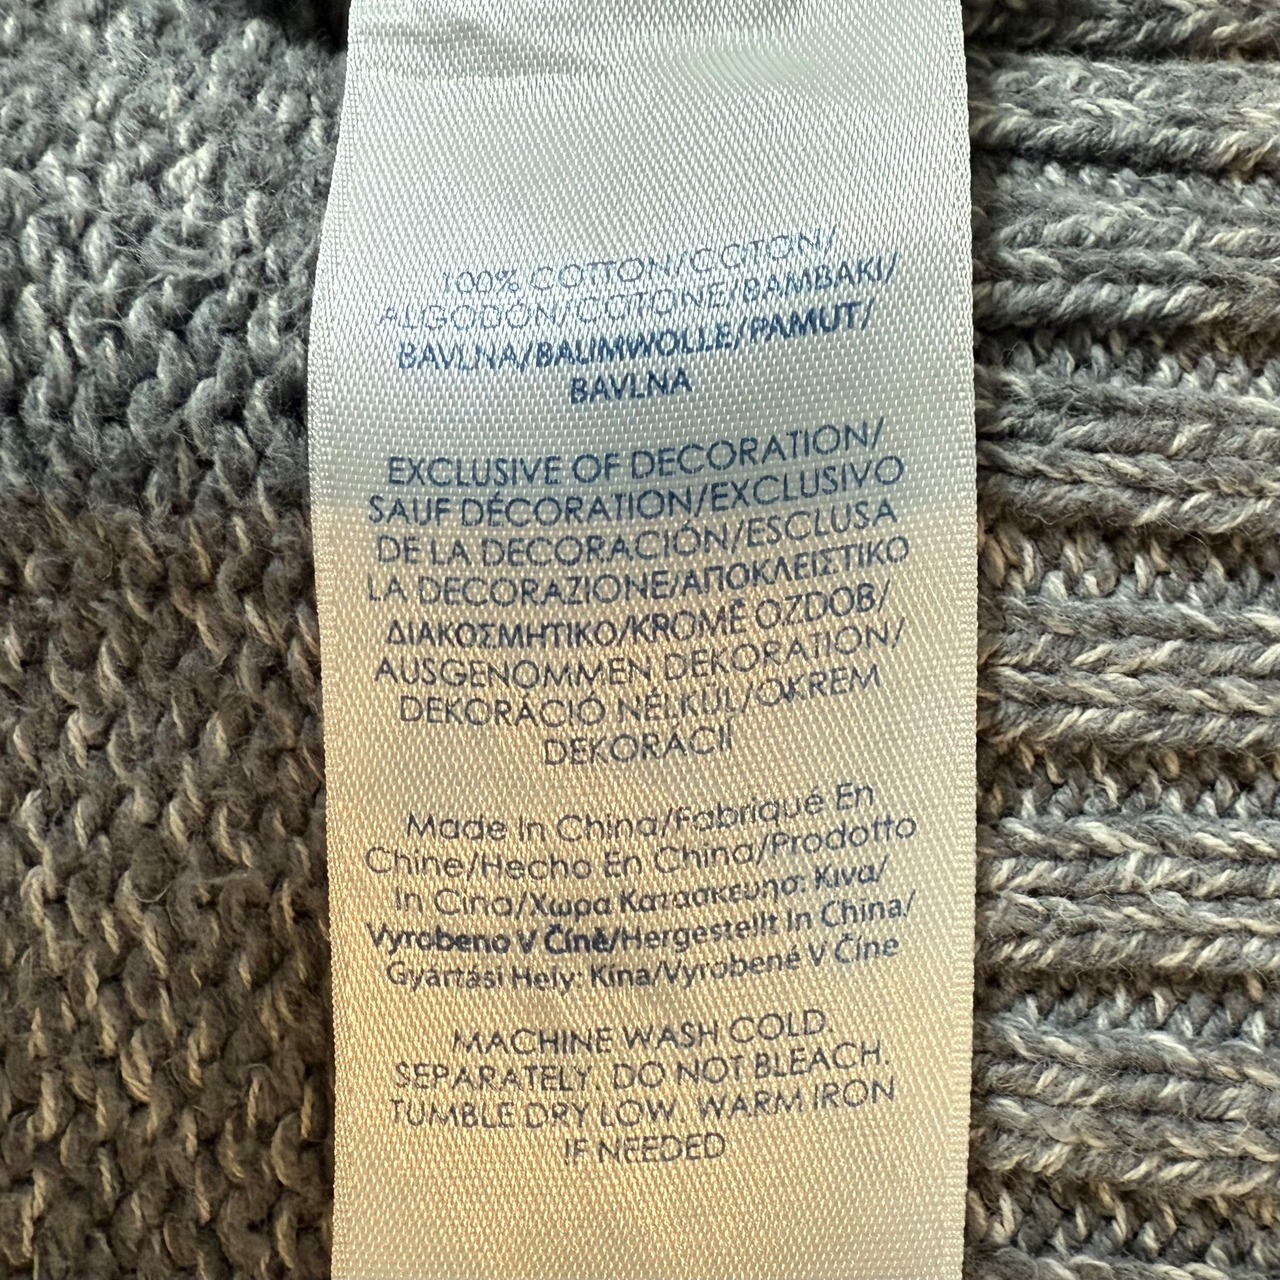 100% COTTON/COTON/
ALGODÓN/COTONE/BAMBAKI/
BAVLNA/BAUMWOLLE/PAMUT/
BAVLNA
EXCLUSIVE OF DECORATION/
SAUF DÉCORATION/EXCLUSIVO
DE LA DECORACIÓN/ESCLUSA
LA DECORAZIONE/ΑΠΟΚΛΕΙΣΤΙΚΟ
ΔΙΑΚΟΣΜΗΤΙΚΟ/KROMĚ OZDOB/
AUSGENOMMEN DEKORATION/
DEKORÁCIÓ NÉLKÜL/OKREM
DEKORÁCII
Made In China/Fabriqué En
Chine/Hecho En China/Prodotto
In Cina/Χωρα Κατασκευησ: Κινα/
Vyrobeno V Číně/Hergestellt In China/
Gyártási Hely: Kína/Vyrobené V Číne
MACHINE WASH COLD.
SEPARATELY. DO NOT BLEACH.
TUMBLE DRY LOW. WARM IRON
IF NEEDED